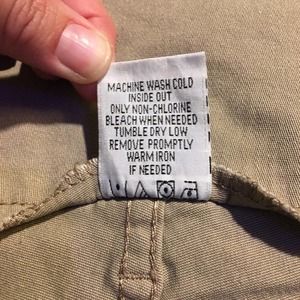 MACHINE WASH COLD
INSIDE OUT
ONLY NON-CHLORINE
BLEACH WHEN NEEDED
TUMBLE DRY LOW
REMOVE PROMPTLY
WARM IRON
IF NEEDED